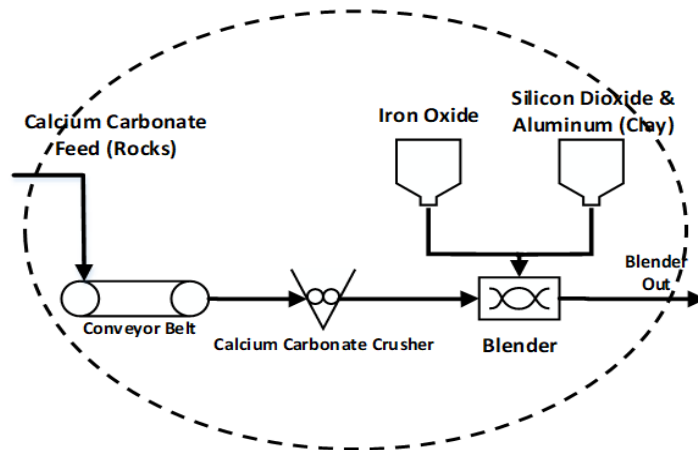 Calcium Carbonate
Feed (Rocks)
Iron Oxide
Silicon Dioxide &
Aluminum (Clay)
Blender
Out
Conveyor Belt
Calcium Carbonate Crusher
Blender